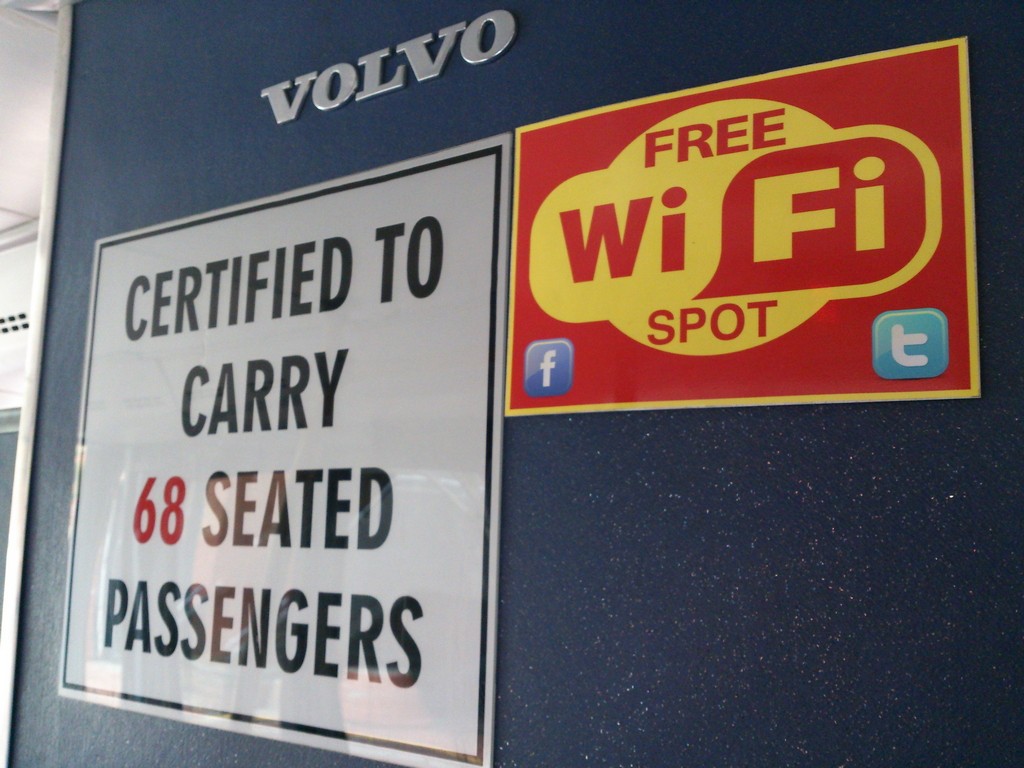 VOLVO
CERTIFIED TO
CARRY
68 SEATED
PASSENGERS
FREE
Wi Fi
SPOT
f
t